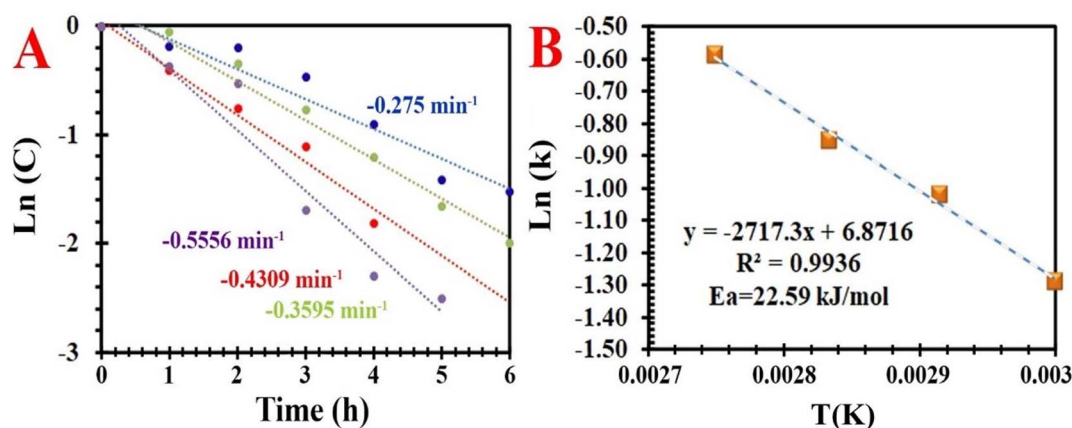 A
Ln (C)
0
-1
-2
-3
-0.275 min⁻¹
-0.5556 min⁻¹
-0.4309 min⁻¹
-0.3595 min⁻¹
0 1 2 3 4 5 6
Time (h)
B
Ln (k)
-0.50
-0.60
-0.70
-0.80
-0.90
-1.00
-1.10
-1.20
-1.30
-1.40
-1.50
y = -2717.3x + 6.8716
R² = 0.9936
Ea=22.59 kJ/mol
0.0027 0.0028 0.0029 0.003
T(K)